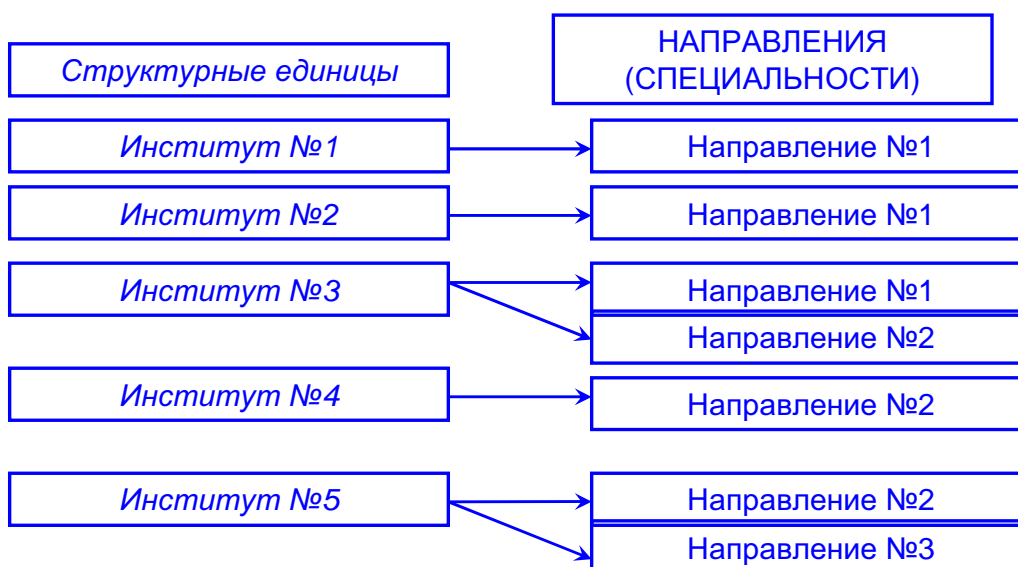 Структурные единицы
НАПРАВЛЕНИЯ
(СПЕЦИАЛЬНОСТИ)
Институт №1
Направление №1
Институт №2
Направление №1
Институт №3
Направление №1
Направление №2
Институт №4
Направление №2
Институт №5
Направление №2
Направление №3